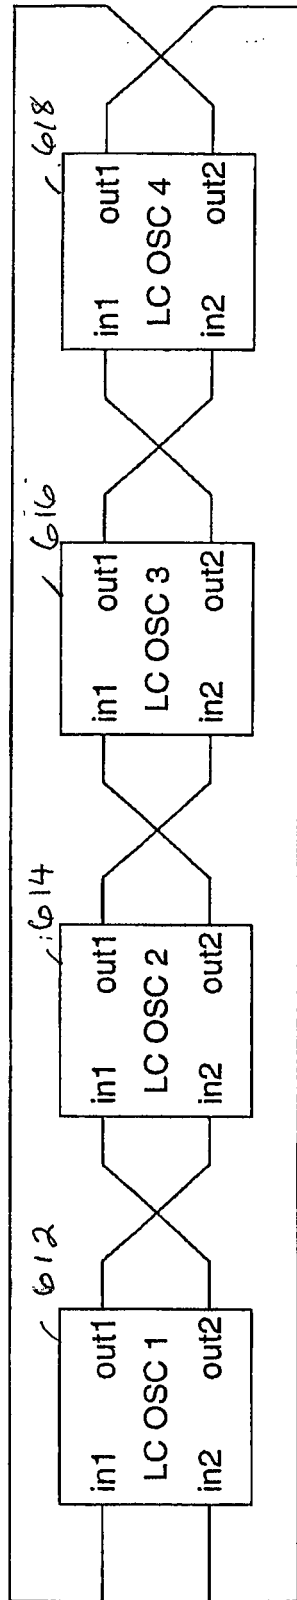 612
in1 out1
LC OSC 1
in2 out2
614
in1 out1
LC OSC 2
in2 out2
616
in1 out1
LC OSC 3
in2 out2
618
in1 out1
LC OSC 4
in2 out2